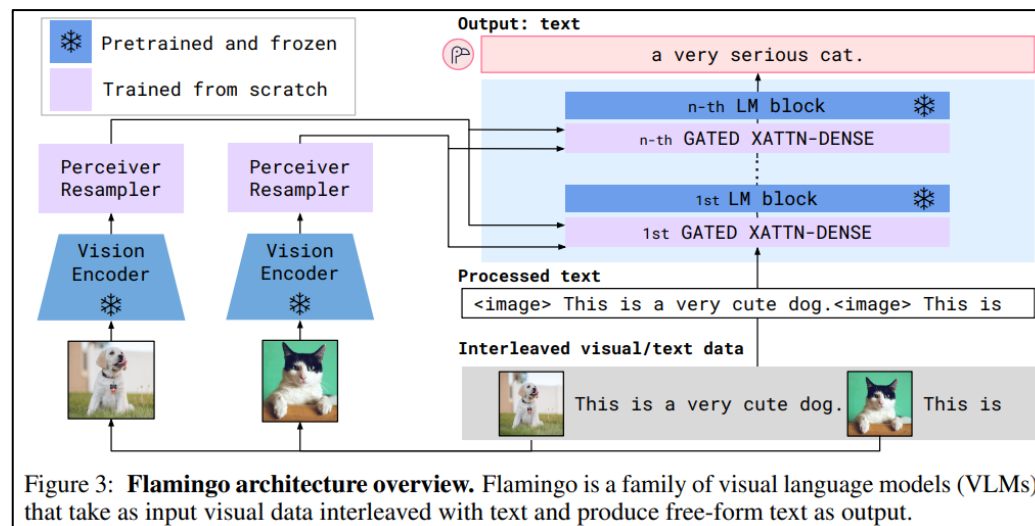 Output: text
Pretrained and frozen
a very serious cat.
Trained from scratch
n-th LM block
n-th GATED XATTN-DENSE
Perceiver
Resampler
Perceiver
Resampler
1st LM block
1st GATED XATTN-DENSE
Vision
Encoder
Vision
Encoder
Processed text
<image> This is a very cute dog.<image> This is
Interleaved visual/text data
This is a very cute dog. This is
Figure 3: Flamingo architecture overview. Flamingo is a family of visual language models (VLMs)
that take as input visual data interleaved with text and produce free-form text as output.